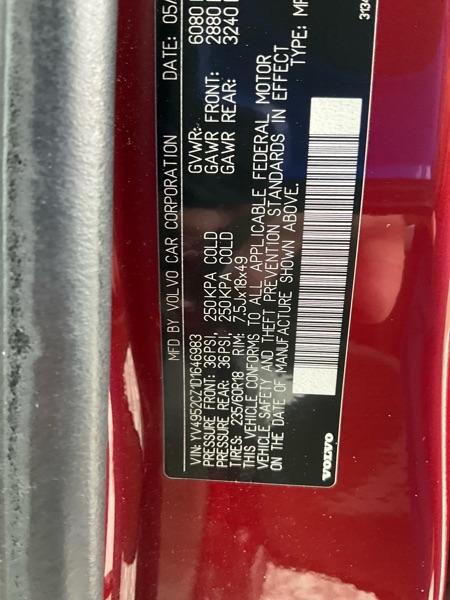 MFD BY VOLVO CAR CORPORATION DATE: 05/
GVWR: 6080
GAWR FRONT: 2880
GAWR REAR: 3240
VIN: YV4952CZ1D1646983
PRESSURE FRONT: 36PSI, 250KPA COLD
PRESSURE REAR: 36PSI, 250KPA COLD
TIRES: 235/60R18 RIM: 7,5Jx18x49 TYPE: MP
THIS VEHICLE CONFORMS TO ALL APPLICABLE FEDERAL MOTOR
VEHICLE SAFETY AND THEFT PREVENTION STANDARDS IN EFFECT
ON THE DATE OF MANUFACTURE SHOWN ABOVE.
VOLVO 3134